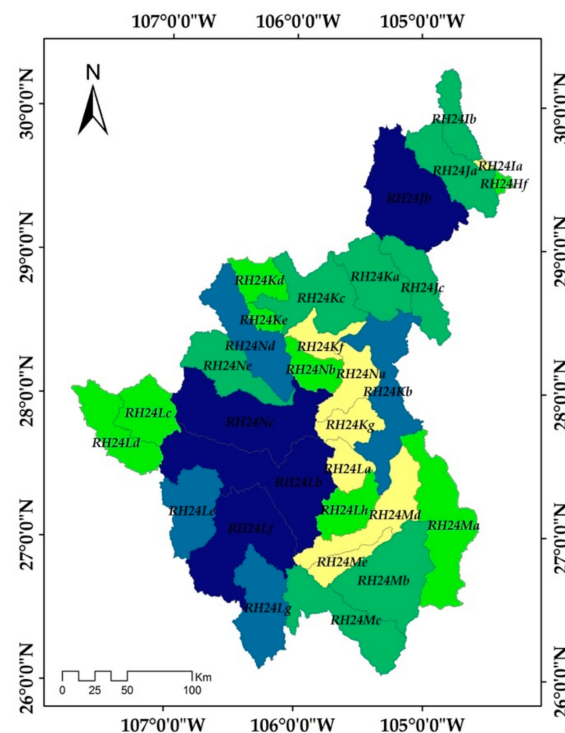 107°0'0"W 106°0'0"W 105°0'0"W
N
30°0'0"N
30°0'0"N
RH24Ib
RH24Ia
RH24Ja
RH24Hf
RH24Jb
29°0'0"N
29°0'0"N
RH24Kd
RH24Ka
RH24Jc
RH24Kc
RH24Ke
RH24Nd
RH24Kf
RH24Ne
RH24Nb
RH24Na
28°0'0"N
28°0'0"N
RH24Kb
RH24Lc
RH24Nc
RH24Kg
RH24Ld
RH24La
RH24Lb
RH24Le
RH24Lh
RH24Md
RH24Ma
RH24Lf
27°0'0"N
27°0'0"N
RH24Me
RH24Mb
RH24Lg
RH24Mc
26°0'0"N
26°0'0"N
Km
0 25 50 100
107°0'0"W 106°0'0"W 105°0'0"W